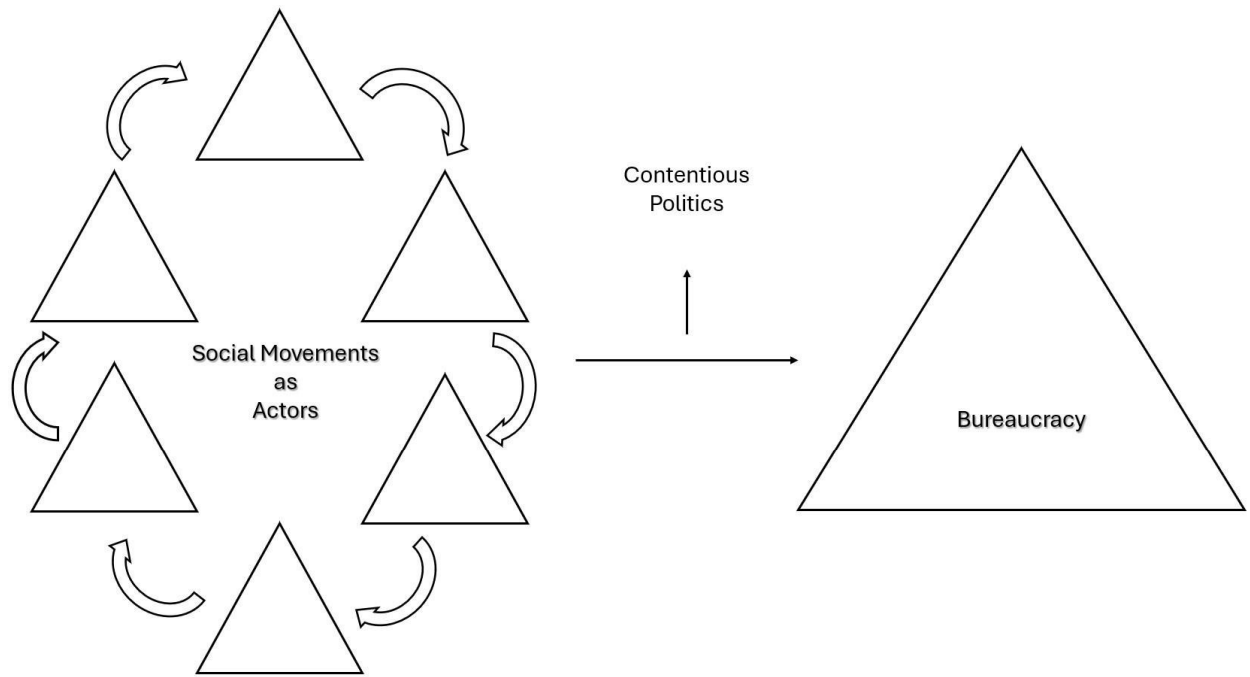 Social Movements
as
Actors
Contentious
Politics
Bureaucracy